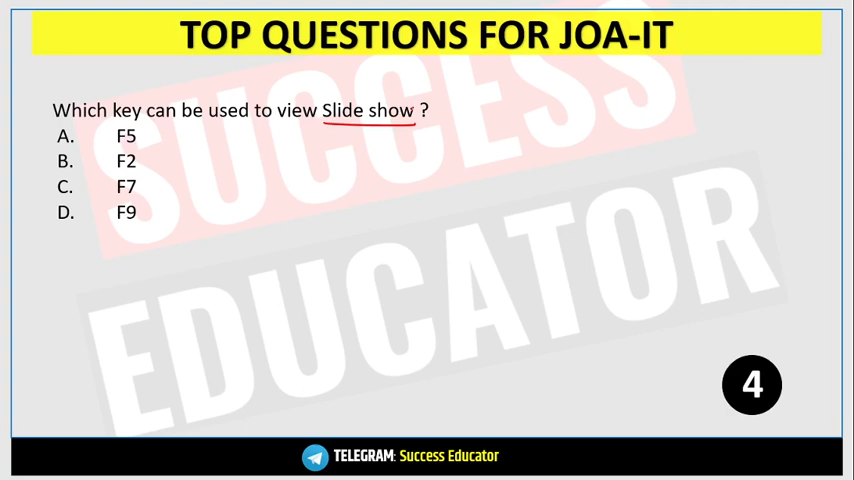 TOP QUESTIONS FOR JOA-IT
SUCCESS
EDUCATOR
Which key can be used to view Slide show ?
A. F5
B. F2
C. F7
D. F9
4
TELEGRAM: Success Educator